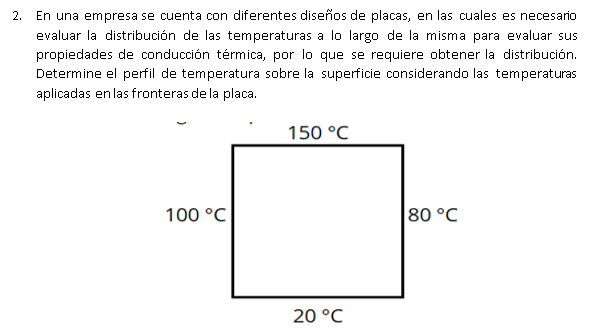 2. En una empresa se cuenta con diferentes diseños de placas, en las cuales es necesario
evaluar la distribución de las temperaturas a lo largo de la misma para evaluar sus
propiedades de conducción térmica, por lo que se requiere obtener la distribución.
Determine el perfil de temperatura sobre la superficie considerando las temperaturas
aplicadas en las fronteras de la placa.
150 °C
100 °C
80 °C
20 °C